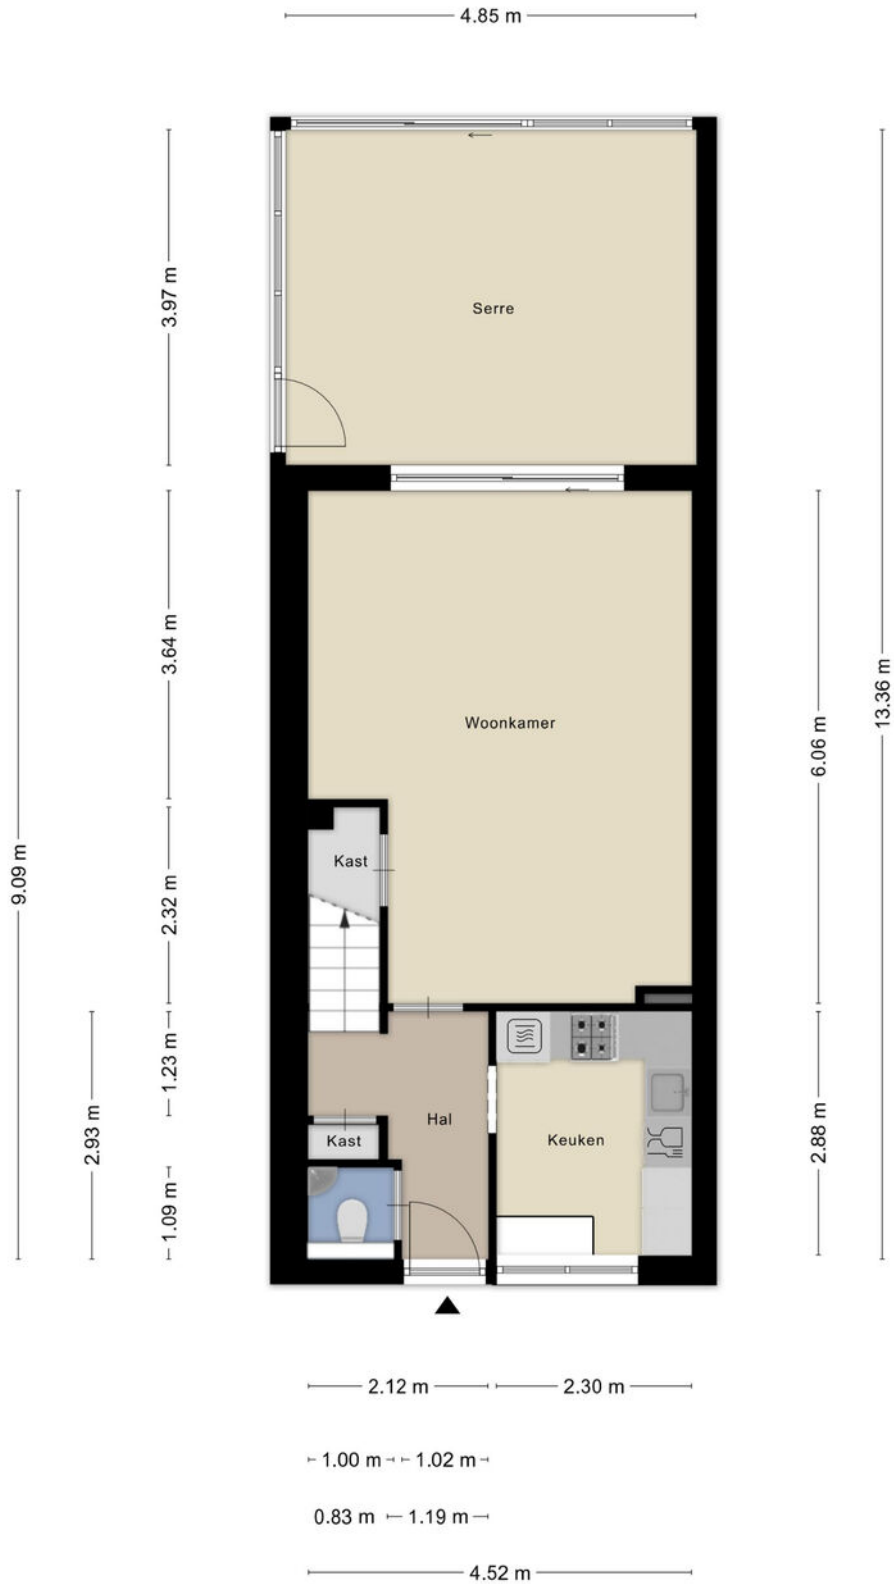 4.85 m
3.97 m
Serre
9.09 m
3.64 m
Woonkamer
6.06 m
13.36 m
2.32 m
Kast
1.23 m
2.93 m
Hal
Kast
Keuken
2.88 m
1.09 m
2.12 m
2.30 m
1.00 m
1.02 m
0.83 m
1.19 m
4.52 m